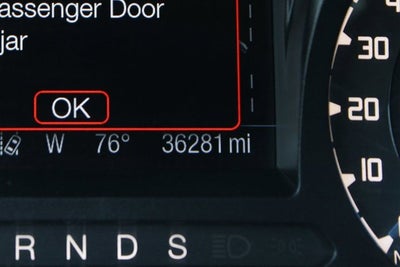 assenger Door
jar
OK
W 76° 36281 mi
R N D S
30
20
10